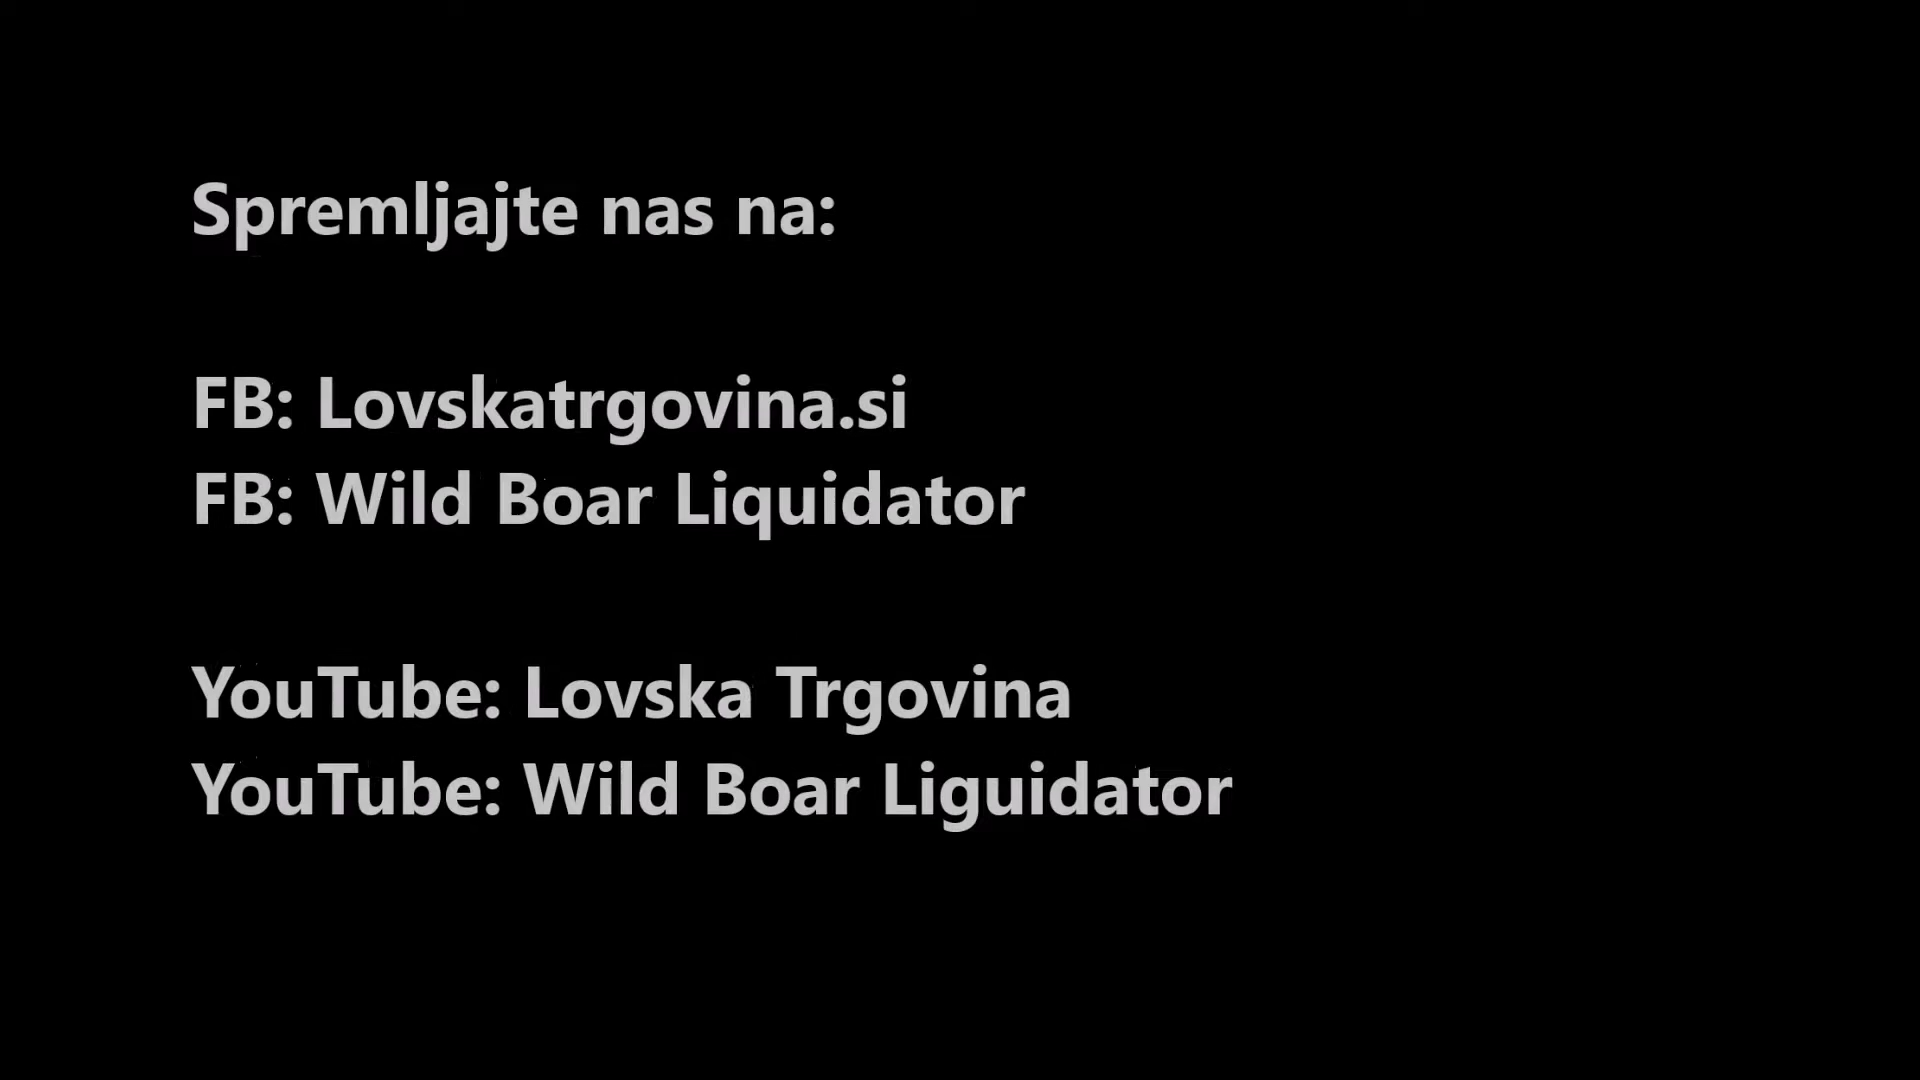 Spremljajte nas na:
FB: Lovskatrgovina.si
FB: Wild Boar Liquidator
YouTube: Lovska Trgovina
YouTube: Wild Boar Liguidator